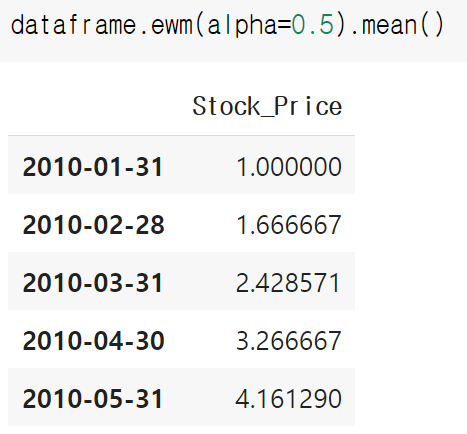 dataframe.ewm(alpha=0.5).mean()
Stock_Price
2010-01-31 1.000000
2010-02-28 1.666667
2010-03-31 2.428571
2010-04-30 3.266667
2010-05-31 4.161290